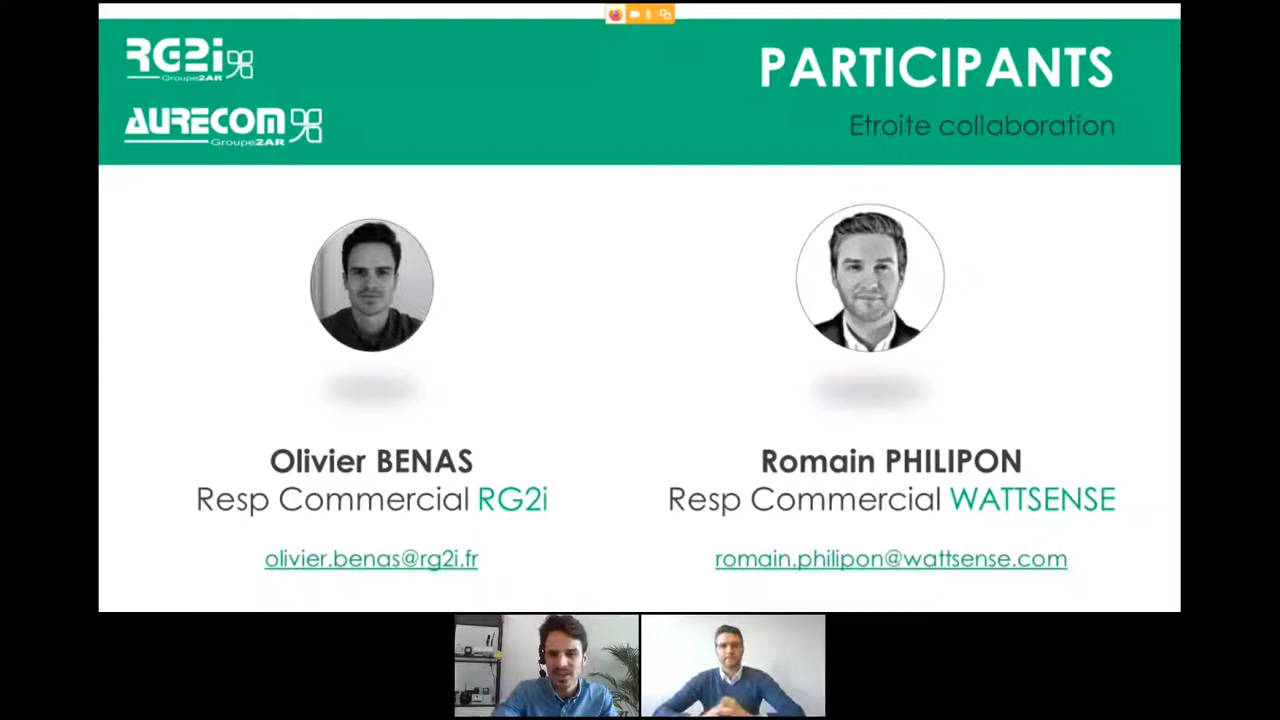 RG2i
Groupe2AR
AURECOM
Groupe2AR
PARTICIPANTS
Etroite collaboration
Olivier BENAS
Resp Commercial RG2i
olivier.benas@rg2i.fr
Romain PHILIPON
Resp Commercial WATTSENSE
romain.philipon@wattsense.com